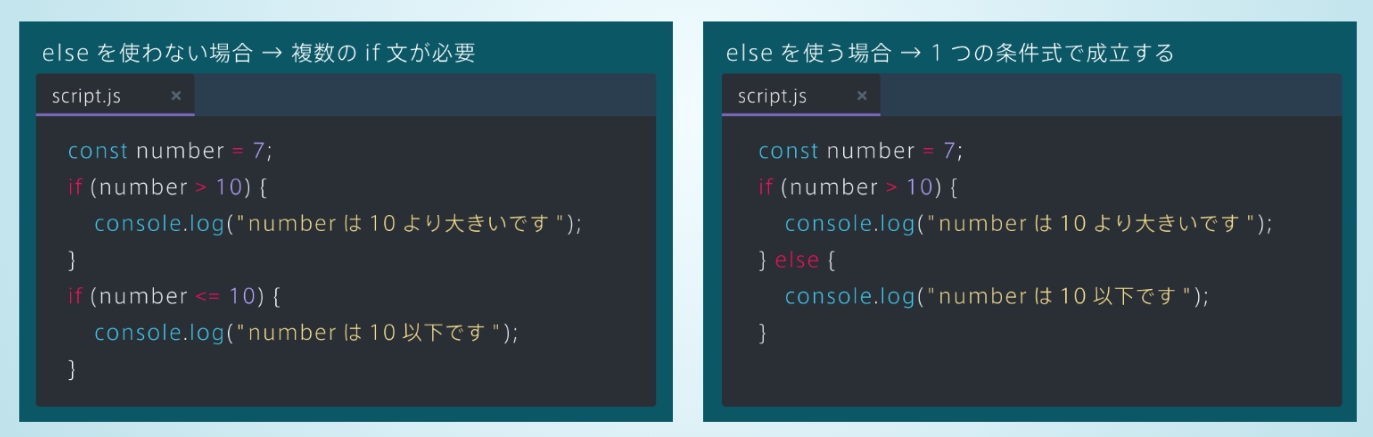 else を使わない場合 → 複数の if 文が必要
script.js ×
const number = 7;
if (number > 10) {
console.log("number は 10 より大きいです");
}
if (number <= 10) {
console.log("number は 10 以下です");
}
else を使う場合 → 1 つの条件式で成立する
script.js ×
const number = 7;
if (number > 10) {
console.log("number は 10 より大きいです");
} else {
console.log("number は 10 以下です");
}